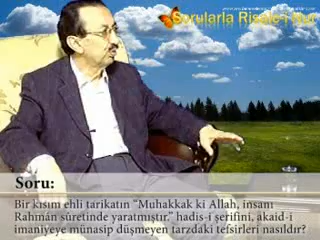 Sorularla Risale-i Nur
Soru:
Bir kısım ehli tarikatın "Muhakkak ki Allah, insanı
Rahmân sûretinde yaratmıştır." hadis-i şerifini, akaid-i
imaniyeye münasip düşmeyen tarzdaki tefsirleri nasıldır?